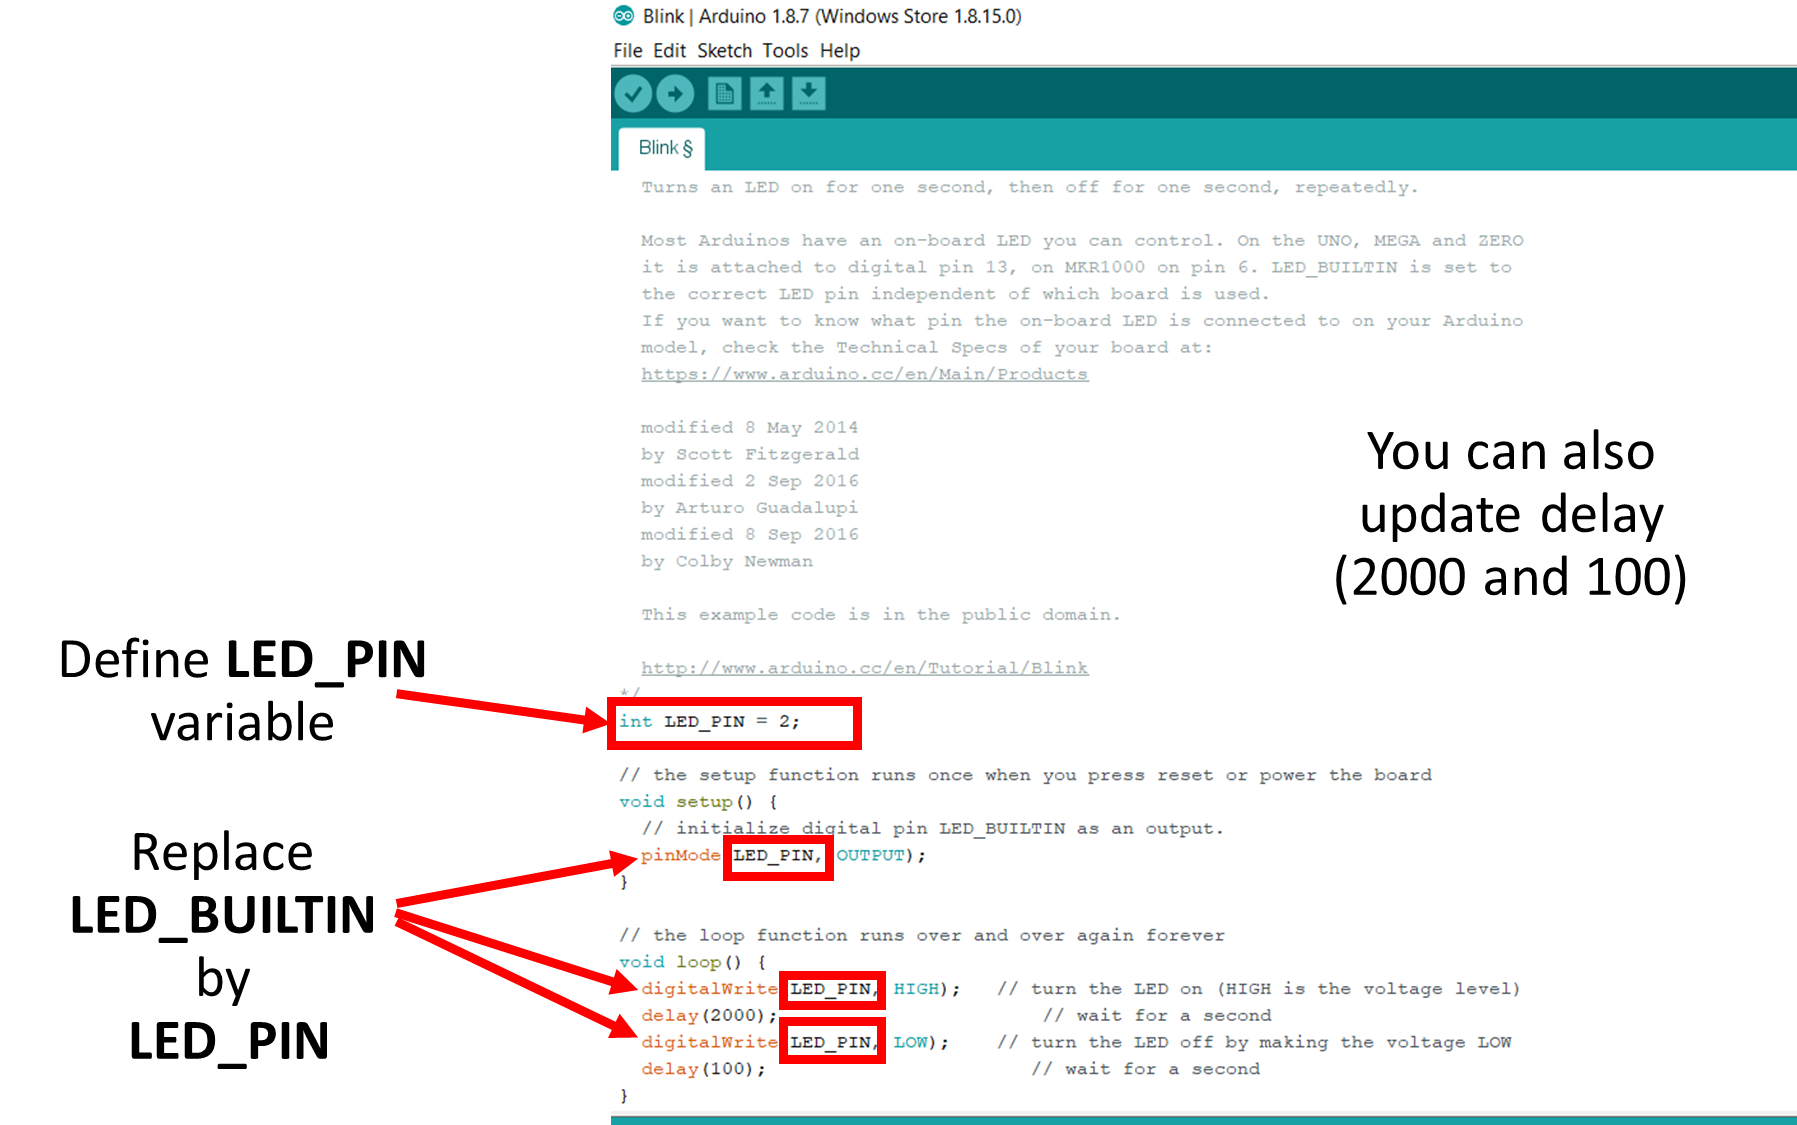 Blink | Arduino 1.8.7 (Windows Store 1.8.15.0)
File Edit Sketch Tools Help
Blink §
Turns an LED on for one second, then off for one second, repeatedly.
Most Arduinos have an on-board LED you can control. On the UNO, MEGA and ZERO
it is attached to digital pin 13, on MKR1000 on pin 6. LED_BUILTIN is set to
the correct LED pin independent of which board is used.
If you want to know what pin the on-board LED is connected to on your Arduino
model, check the Technical Specs of your board at:
https://www.arduino.cc/en/Main/Products
modified 8 May 2014
by Scott Fitzgerald
modified 2 Sep 2016
by Arturo Guadalupi
modified 8 Sep 2016
by Colby Newman
This example code is in the public domain.
http://www.arduino.cc/en/Tutorial/Blink
*/
int LED_PIN = 2;
// the setup function runs once when you press reset or power the board
void setup() {
// initialize digital pin LED_BUILTIN as an output.
pinMode LED_PIN, OUTPUT);
}
// the loop function runs over and over again forever
void loop() {
digitalWrite LED_PIN, HIGH); // turn the LED on (HIGH is the voltage level)
delay(2000); // wait for a second
digitalWrite LED_PIN, LOW); // turn the LED off by making the voltage LOW
delay(100); // wait for a second
}
You can also
update delay
(2000 and 100)
Define LED_PIN
variable
Replace
LED_BUILTIN
by
LED_PIN